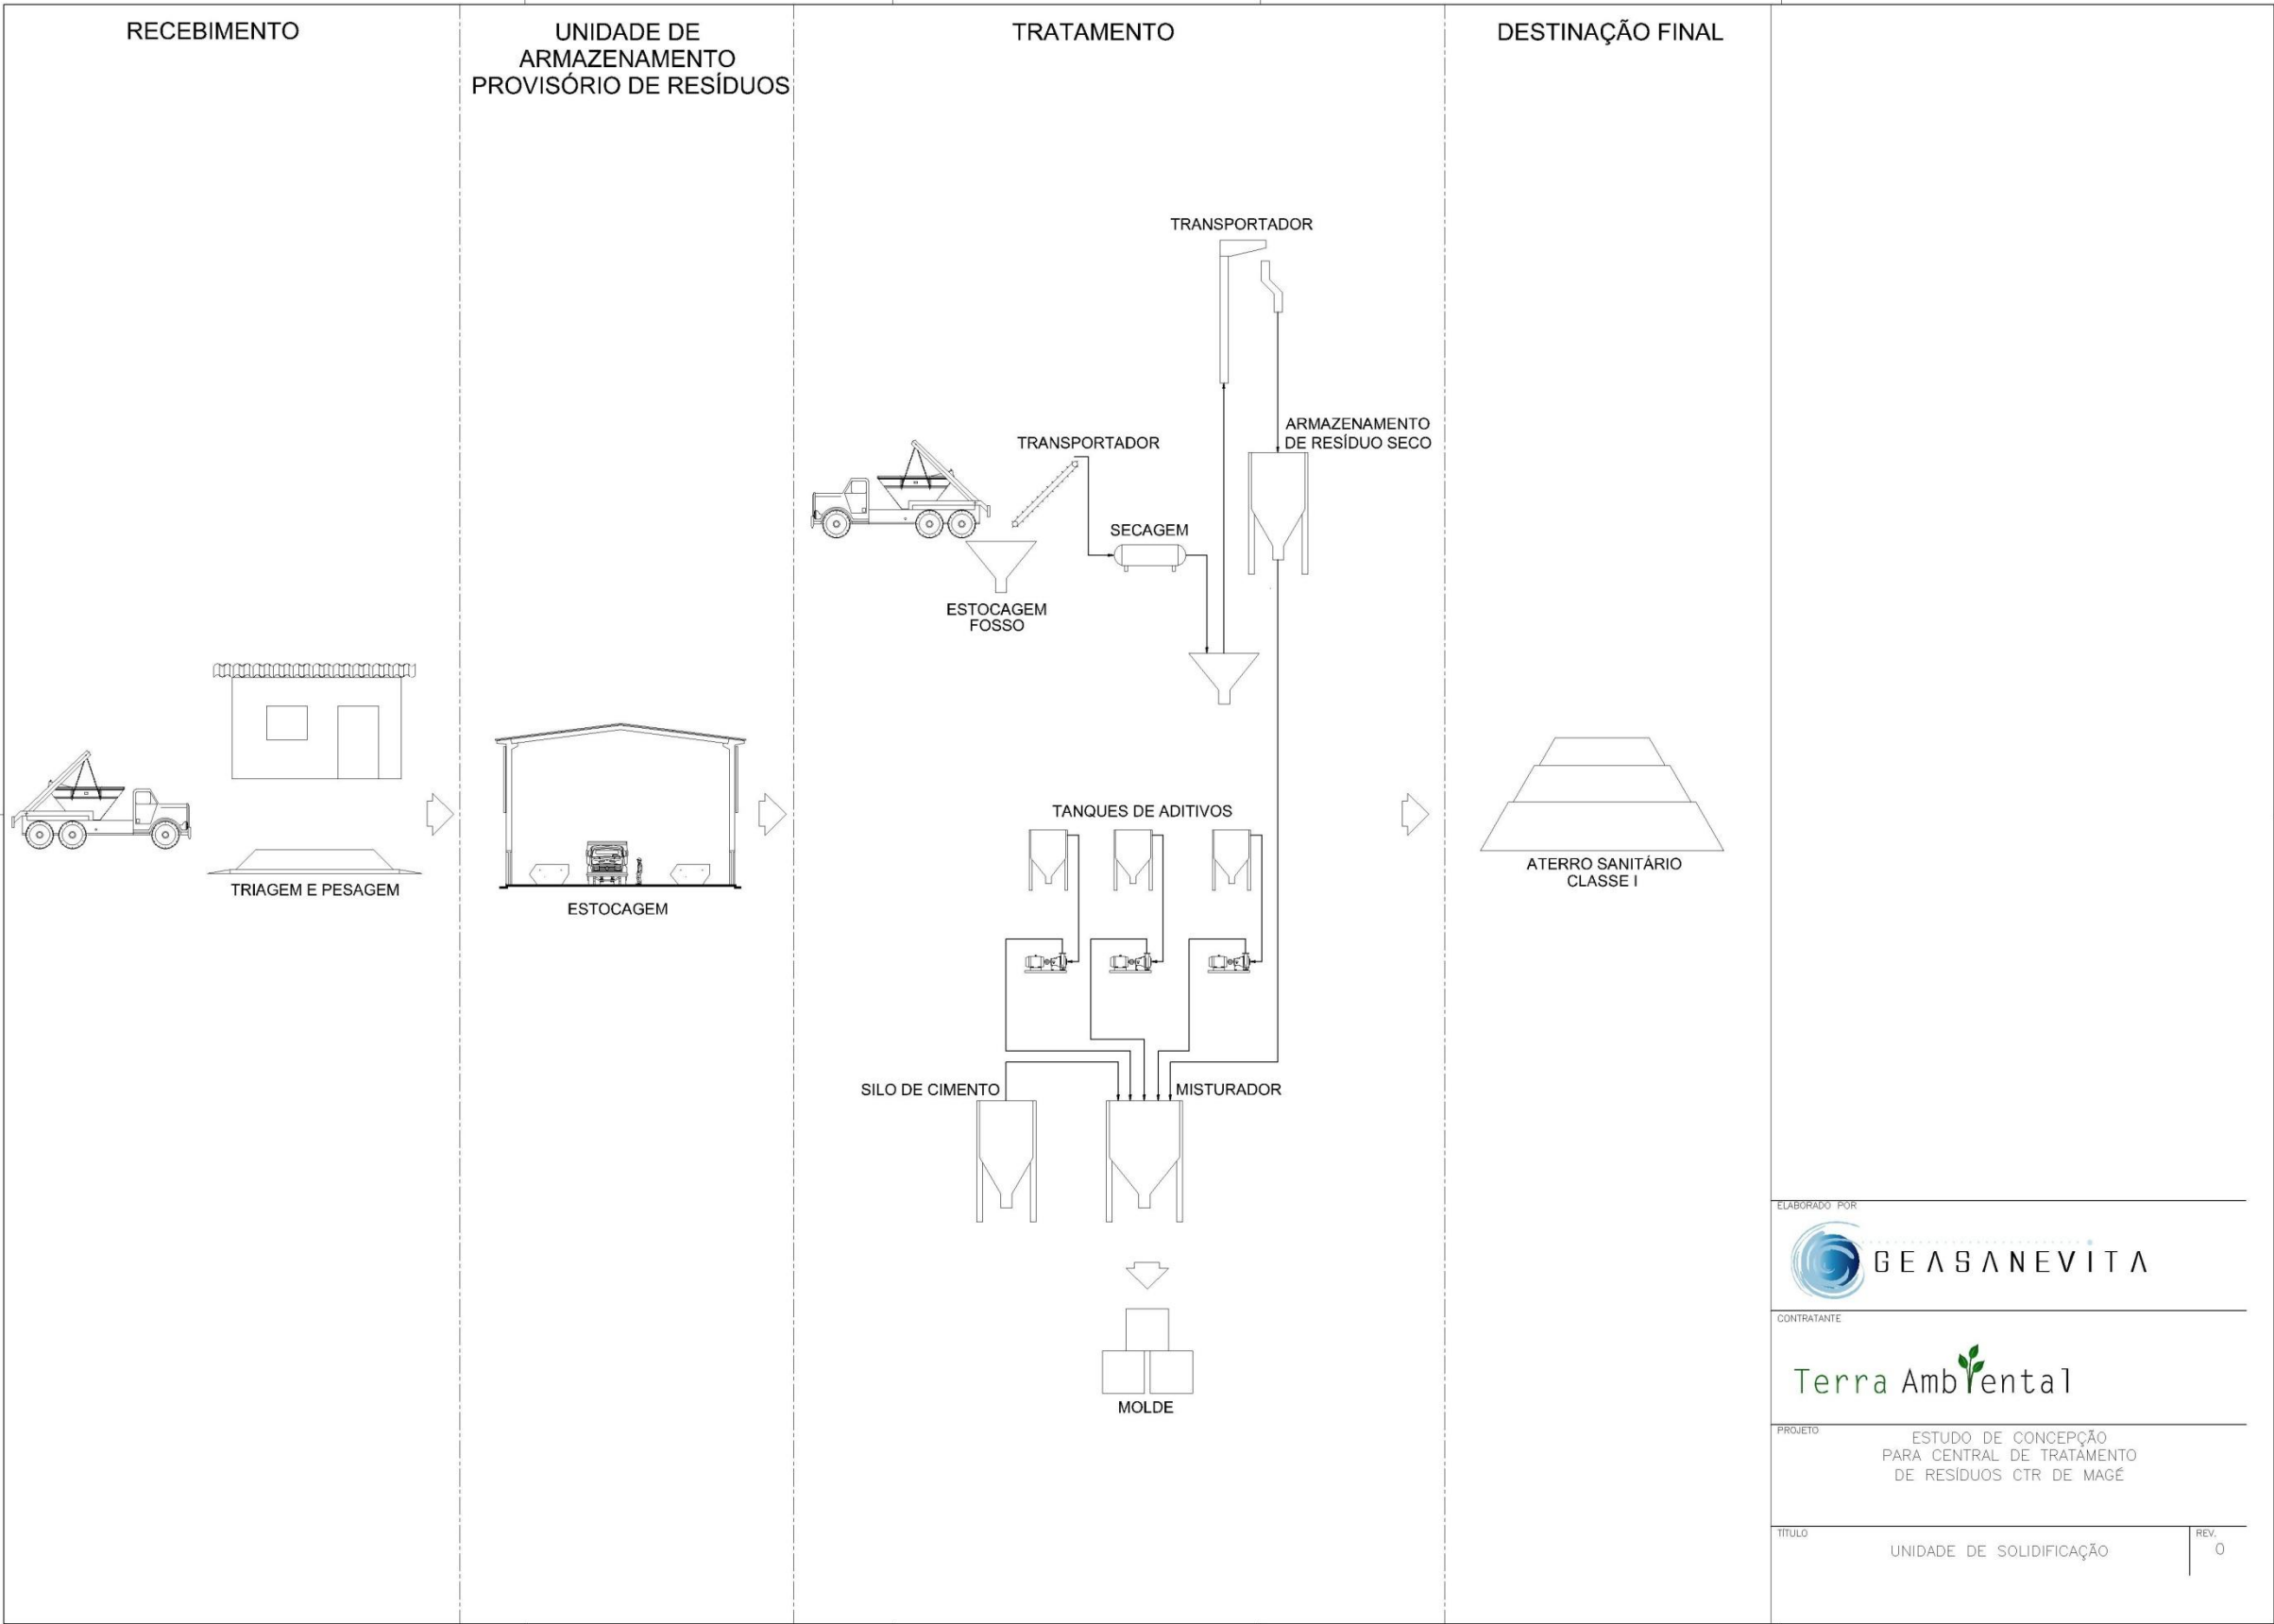 RECEBIMENTO
UNIDADE DE
ARMAZENAMENTO
PROVISÓRIO DE RESÍDUOS
TRATAMENTO
DESTINAÇÃO FINAL
TRANSPORTADOR
ARMAZENAMENTO
DE RESÍDUO SECO
TRANSPORTADOR
SECAGEM
ESTOCAGEM
FOSSO
TRIAGEM E PESAGEM
ESTOCAGEM
TANQUES DE ADITIVOS
ATERRO SANITÁRIO
CLASSE I
SILO DE CIMENTO
MISTURADOR
MOLDE
ELABORADO POR
GEASANEVITA
CONTRATANTE
Terra Ambiental
PROJETO
ESTUDO DE CONCEPÇÃO
PARA CENTRAL DE TRATAMENTO
DE RESÍDUOS CTR DE MAGÉ
TÍTULO
UNIDADE DE SOLIDIFICAÇÃO
REV.
0